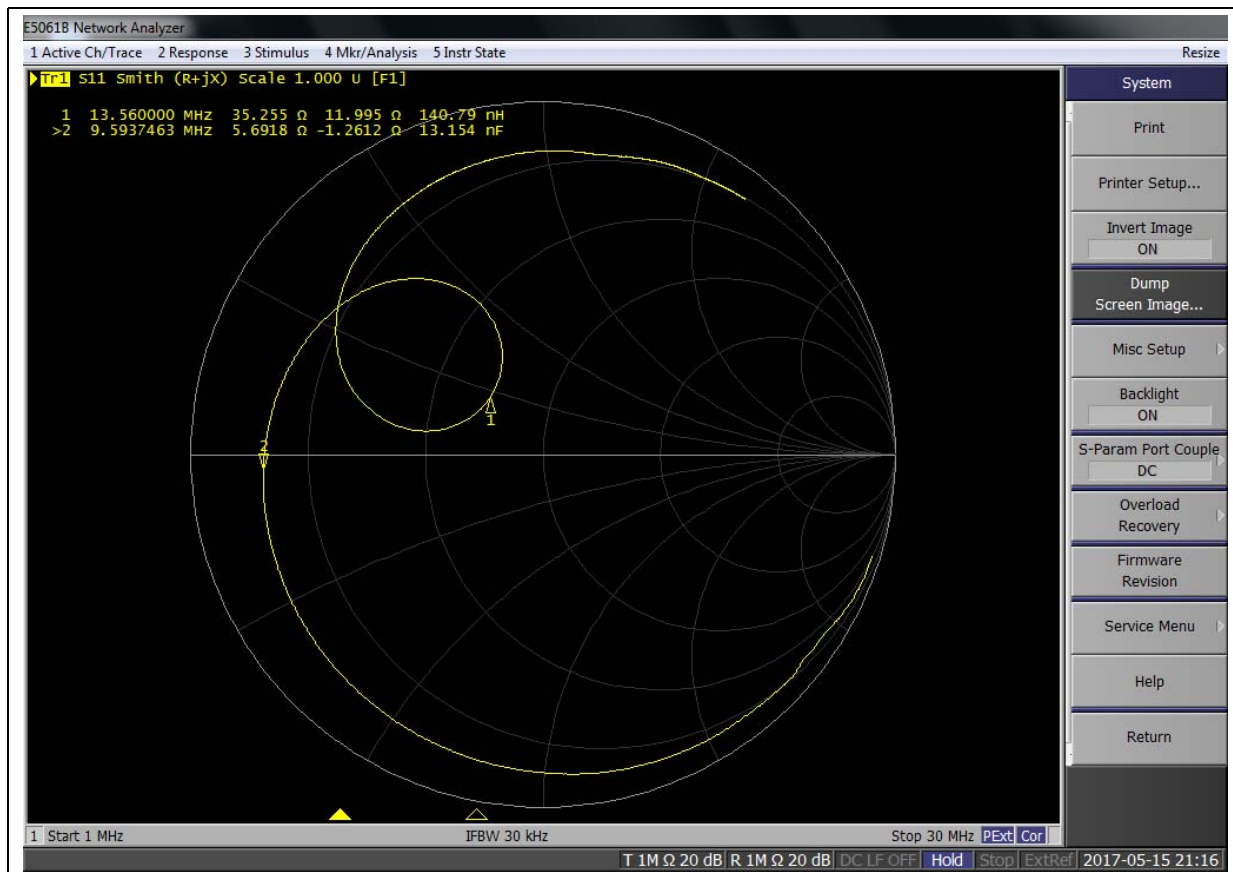 E5061B Network Analyzer
1 Active Ch/Trace 2 Response 3 Stimulus 4 Mkr/Analysis 5 Instr State Resize
Tr1 S11 Smith (R+jX) Scale 1.000 U [F1]
1 13.560000 MHz 35.255 Ω 11.995 Ω 140.79 nH
>2 9.5937463 MHz 5.6918 Ω -1.2612 Ω 13.154 nF
1
2
System
Print
Printer Setup...
Invert Image
ON
Dump
Screen Image...
Misc Setup
Backlight
ON
S-Param Port Couple
DC
Overload
Recovery
Firmware
Revision
Service Menu
Help
Return
1 Start 1 MHz IFBW 30 kHz Stop 30 MHz PExt Cor
T 1M Ω 20 dB R 1M Ω 20 dB DC LF OFF Hold Stop ExtRef 2017-05-15 21:16